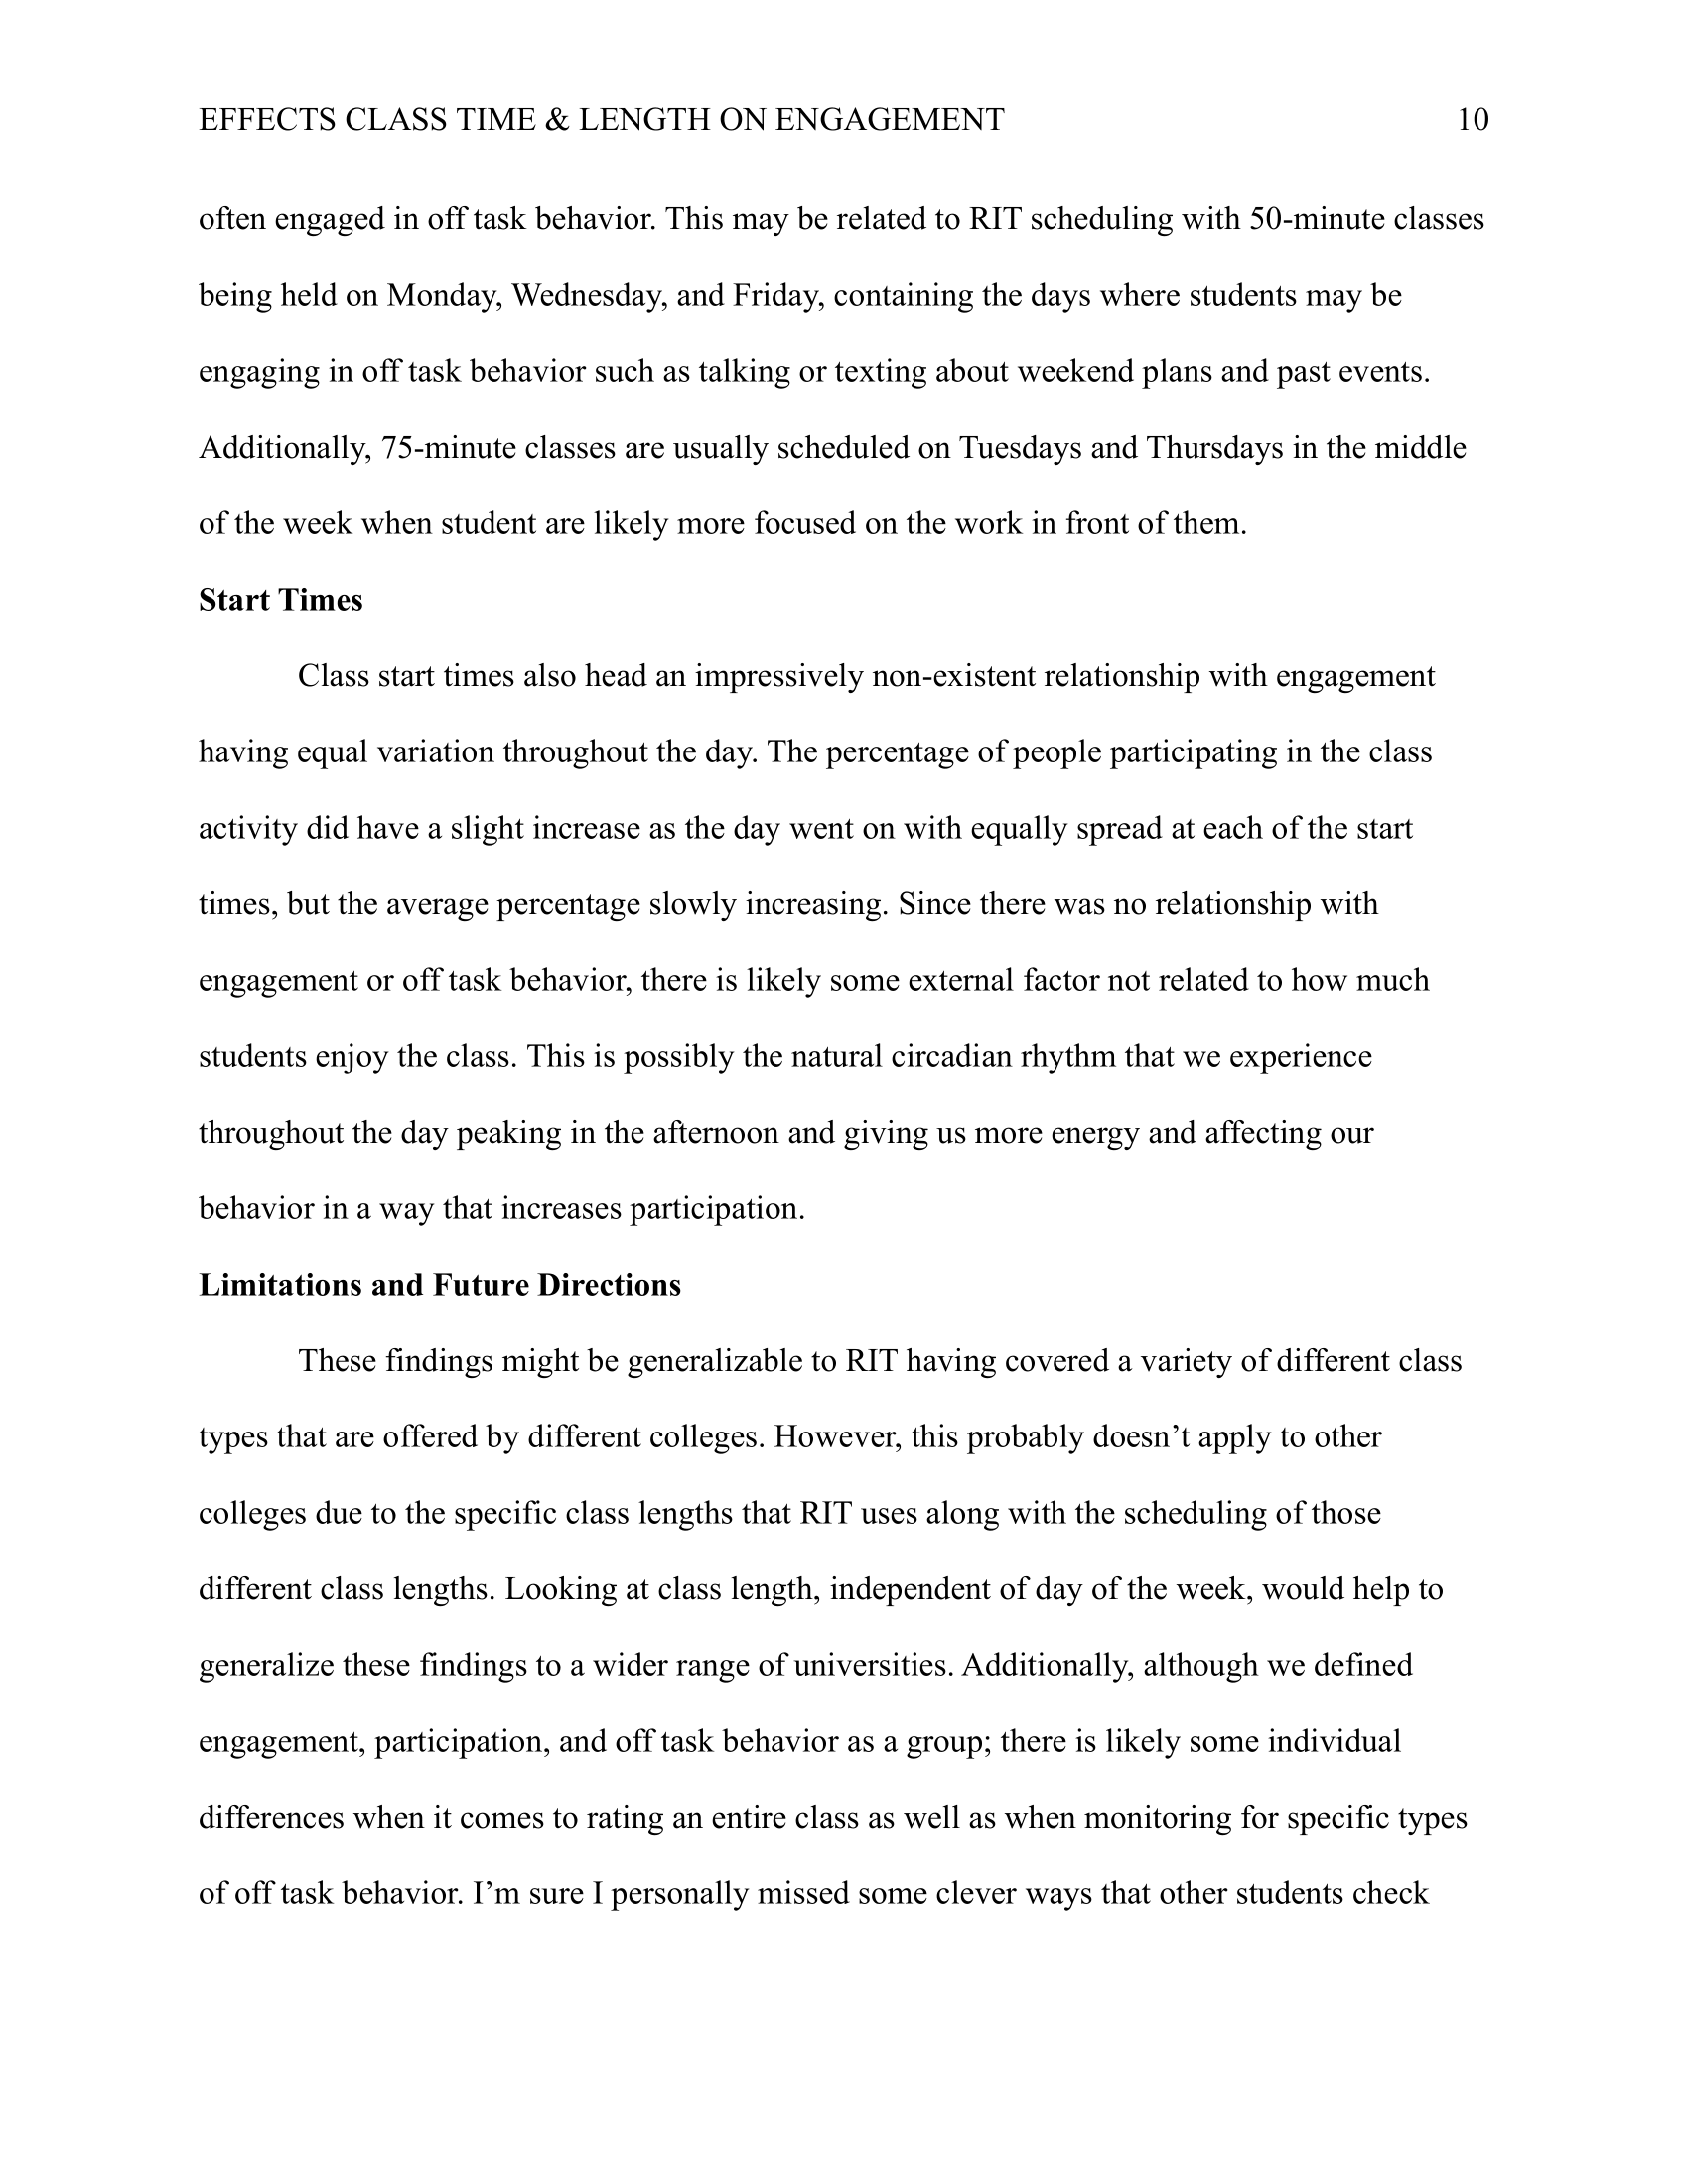 EFFECTS CLASS TIME & LENGTH ON ENGAGEMENT 10
often engaged in off task behavior. This may be related to RIT scheduling with 50-minute classes
being held on Monday, Wednesday, and Friday, containing the days where students may be
engaging in off task behavior such as talking or texting about weekend plans and past events.
Additionally, 75-minute classes are usually scheduled on Tuesdays and Thursdays in the middle
of the week when student are likely more focused on the work in front of them.
Start Times
Class start times also head an impressively non-existent relationship with engagement
having equal variation throughout the day. The percentage of people participating in the class
activity did have a slight increase as the day went on with equally spread at each of the start
times, but the average percentage slowly increasing. Since there was no relationship with
engagement or off task behavior, there is likely some external factor not related to how much
students enjoy the class. This is possibly the natural circadian rhythm that we experience
throughout the day peaking in the afternoon and giving us more energy and affecting our
behavior in a way that increases participation.
Limitations and Future Directions
These findings might be generalizable to RIT having covered a variety of different class
types that are offered by different colleges. However, this probably doesn’t apply to other
colleges due to the specific class lengths that RIT uses along with the scheduling of those
different class lengths. Looking at class length, independent of day of the week, would help to
generalize these findings to a wider range of universities. Additionally, although we defined
engagement, participation, and off task behavior as a group; there is likely some individual
differences when it comes to rating an entire class as well as when monitoring for specific types
of off task behavior. I’m sure I personally missed some clever ways that other students check